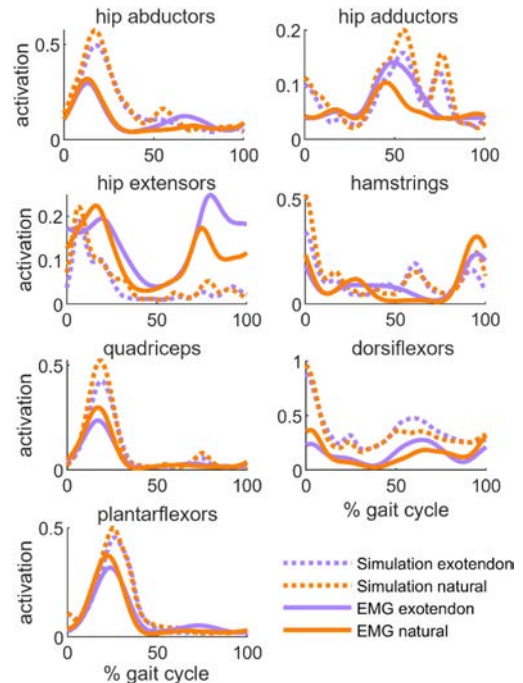 hip abductors
hip adductors
0.5
activation
0
0 50 100
0.2
0.1
0
0 50 100
hip extensors
hamstrings
0.2
0.1
activation
0
0 50 100
0.5
0
0 50 100
quadriceps
dorsiflexors
0.5
activation
0
0 50 100
1
0.5
0
0 50 100
% gait cycle
plantarflexors
0.5
activation
0
0 50 100
% gait cycle
Simulation exotendon
Simulation natural
EMG exotendon
EMG natural